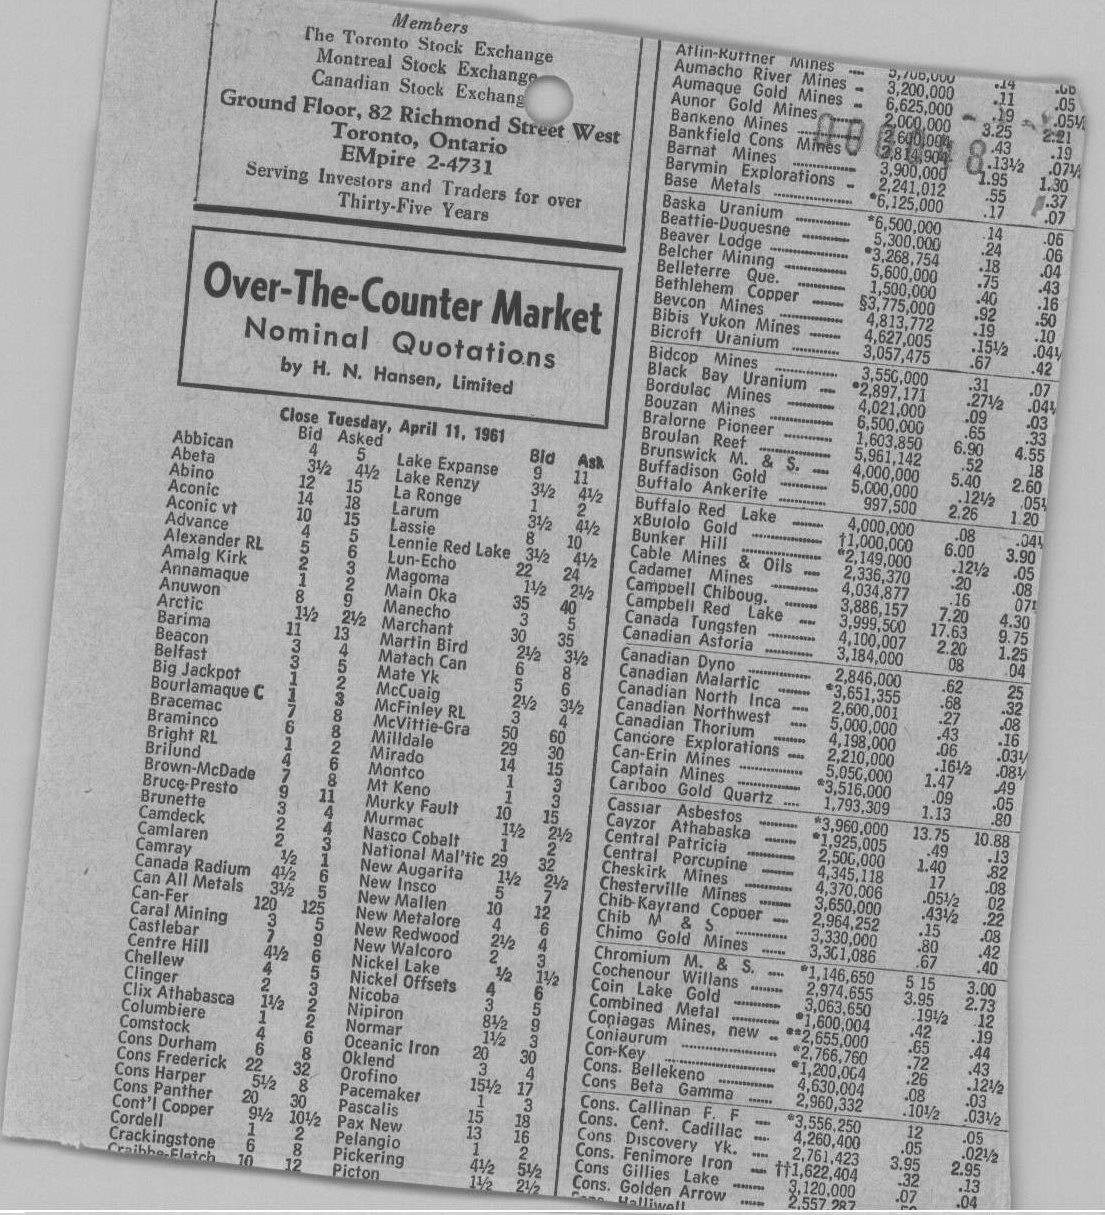 Members
The Toronto Stock Exchange
Montreal Stock Exchange
Canadian Stock Exchang
Ground Floor, 82 Richmond Street West
Toronto, Ontario
EMpire 2-4731
Serving Investors and Traders for over
Thirty-Five Years
Over-The-Counter Market
Nominal Quotations
by H. N. Hansen, Limited
Close Tuesday, April 11, 1961
Bid Asked
Abbican 4 5
Abeta 3½ 4½
Abino 12 15
Aconic 14 18
Aconic vt 10 15
Advance 4 5
Alexander RL 5 6
Amalg Kirk 2 3
Annamaque 1 2
Anuwon 8 9
Arctic 1½ 2½
Barima 11 13
Beacon 3 4
Belfast 3 5
Big Jackpot 1 2
Bourlamaque C 1 3
Bracemac 7 8
Braminco 6 8
Bright RL 1 2
Brilund 4 6
Brown-McDade 7 8
Bruce-Presto 9 11
Brunette 3 4
Camdeck 2 4
Camlaren 2 3
Camray ½ 1
Canada Radium 4½ 6
Can All Metals 3½ 5
Can-Fer 120 125
Caral Mining 3 5
Castlebar 7 9
Centre Hill 4½ 6
Chellew 4 5
Clinger 2 3
Clix Athabasca 1½ 2
Columbiere 1 2
Comstock 4 6
Cons Durham 6 8
Cons Frederick 22 32
Cons Harper 5½ 8
Cons Panther 20 30
Cont'l Copper 9½ 10½
Cordell 1 2
Crackingstone 6 8
Craibbe-Fletch 10 12
Bid Ask
Lake Expanse 9 11
Lake Renzy 3½ 4½
La Ronge 1 2
Larum 3½ 4½
Lassie 8 10
Lennie Red Lake 3½ 4½
Lun-Echo 22 24
Magoma 1½ 2½
Main Oka 35 40
Manecho 3 5
Marchant 30 35
Martin Bird 2½ 3½
Matach Can 6 8
Mate Yk 5 6
McCuaig 2½ 3½
McFinley RL 3 4
McVittie-Gra 50 60
Milldale 29 30
Mirado 14 15
Montco 1 3
Mt Keno 1 3
Murky Fault 10 15
Murmac 1½ 2½
Nasco Cobalt 1 2
National Mal'tic 29 32
New Augarita 1½ 2½
New Insco 5 7
New Mallen 10 12
New Metalore 4 6
New Redwood 2½ 4
New Walcoro 2 3
Nickel Lake ½ 1½
Nickel Offsets 4 6
Nicoba 3 5
Nipiron 8½ 9
Normar 1½ 3
Oceanic Iron 20 30
Oklend 3 4
Orofino 15½ 17
Pacemaker 1 3
Pascalis 15 18
Pax New 13 16
Pelangio 1 2
Pickering 4½ 5½
Picton 1½ 2½
Atlin-Ruffner Mines 5,706,000 .14 .06
Aumacho River Mines 3,200,000 .11 .05
Aumaque Gold Mines 6,625,000 .19 .05½
Aunor Gold Mines 2,000,000 3.25 2.21
Bankeno Mines 2,600,004 .43 .19
Bankfield Cons Mines 2,814,904 .13½ .07½
Barnat Mines 3,900,000 1.95 1.30
Barymin Explorations 2,241,012 .55 .37
Base Metals *6,125,000 .17 .07
Baska Uranium *6,500,000 .14 .06
Beattie-Duquesne 5,300,000 .24 .06
Beaver Lodge *3,268,754 .18 .04
Belcher Mining 5,600,000 .75 .43
Belleterre Que. 1,500,000 .40 .16
Bethlehem Copper §3,775,000 .92 .50
Bevcon Mines 4,813,772 .19 .10
Bibis Yukon Mines 4,627,005 .15½ .04
Bicroft Uranium 3,057,475 .67 .42
Bidcop Mines 3,550,000 .31 .07
Black Bay Uranium *2,897,171 .27½ .04
Bordulac Mines 4,021,000 .09 .03
Bouzan Mines 6,500,000 .65 .33
Bralorne Pioneer 1,603,850 6.90 4.55
Broulan Reef 5,961,142 .52 18
Brunswick M. & S. 4,000,000 5.40 2.60
Buffadison Gold 5,000,000 .12½ .05
Buffalo Ankerite 997,500 2.26 1.20
Buffalo Red Lake 4,000,000 .08 .04
xBulolo Gold †1,000,000 6.00 3.90
Bunker Hill *2,149,000 .12½ .05
Cable Mines & Oils 2,336,370 .20 .08
Cadamet Mines 4,034,877 .16 07
Campbell Chiboug. 3,886,157 7.20 4.30
Campbell Red Lake 3,999,500 17.63 9.75
Canada Tungsten 4,100,007 2.20 1.25
Canadian Astoria 3,184,000 08 04
Canadian Dyno 2,846,000 .62 25
Canadian Malartic *3,651,355 .68 .32
Canadian North Inca 2,600,001 .27 .08
Canadian Northwest 5,000,000 .43 .16
Canadian Thorium 4,198,000 .06 .03
Candore Explorations 2,210,000 .16½ .08
Can-Erin Mines 5,050,000 1.47 .49
Captain Mines *3,516,000 .09 .05
Cariboo Gold Quartz 1,793,309 1.13 .80
Cassiar Asbestos *3,960,000 13.75 10.88
Cayzor Athabaska *1,925,005 .49 .13
Central Patricia 2,500,000 1.40 .82
Central Porcupine 4,345,118 17 .08
Cheskirk Mines 4,370,006 .05½ 02
Chesterville Mines 3,650,000 .43½ .22
Chib-Kayrand Copper 2,964,252 .15 .08
Chib M & S 3,330,000 .80 .42
Chimo Gold Mines 3,301,086 .67 .40
Chromium M. & S. *1,146,650 5 15 3.00
Cochenour Willans 2,974,655 3.95 2.73
Coin Lake Gold 3,063,650 19½ 12
Combined Metal *1,600,004 .42 .19
Coniagas Mines, new **2,655,000 .65 .44
Coniaurum *2,766,760 .72 .43
Con-Key *1,200,004 .26 .12½
Cons. Bellekeno 4,630,004 .08 .03
Cons Beta Gamma 2,960,332 .10½ .03½
Cons. Callinan F. F *3,556,250 12 .05
Cons. Cent. Cadillac 4,260,400 .05 .02½
Cons Discovery Yk. 2,761,423 3.95 2.95
Cons. Fenimore Iron ††1,622,404 .32 .13
Cons Gillies Lake 3,120,000 .07 .04
Cons. Golden Arrow 2,557,287
Cons. Halliwell